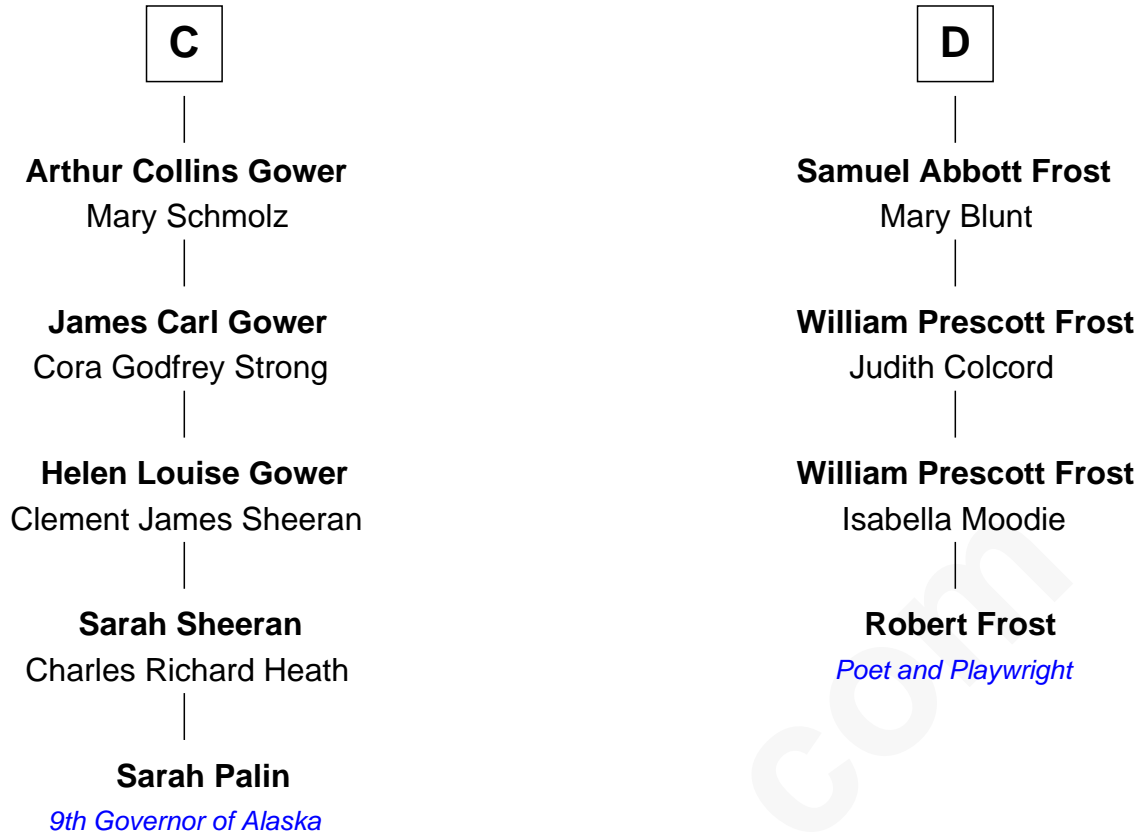 C
Arthur Collins Gower
Mary Schmolz
James Carl Gower
Cora Godfrey Strong
Helen Louise Gower
Clement James Sheeran
Sarah Sheeran
Charles Richard Heath
Sarah Palin
9th Governor of Alaska
D
Samuel Abbott Frost
Mary Blunt
William Prescott Frost
Judith Colcord
William Prescott Frost
Isabella Moodie
Robert Frost
Poet and Playwright
com